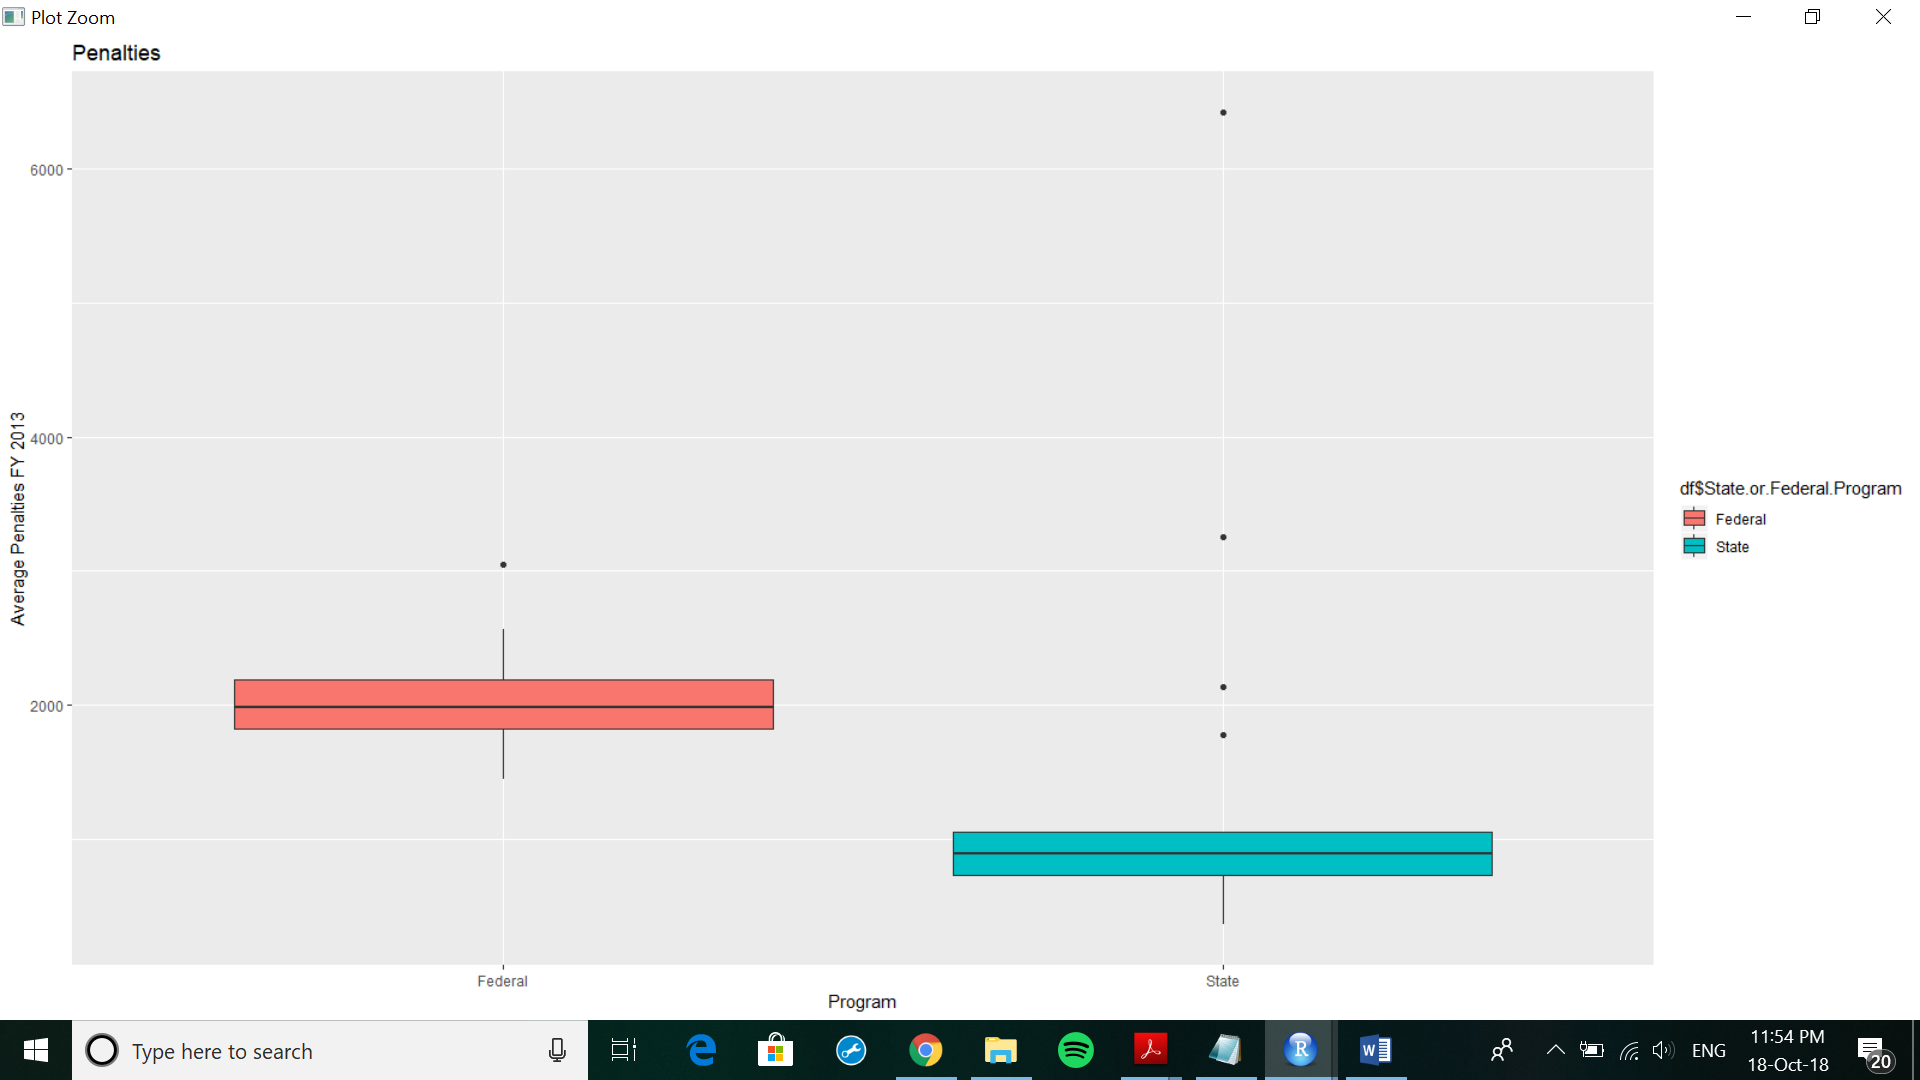 Plot Zoom
Penalties
6000
4000
2000
Average Penalties FY 2013
Federal
State
Program
df$State.or.Federal.Program
Federal
State
Type here to search
ENG
11:54 PM
18-Oct-18
20